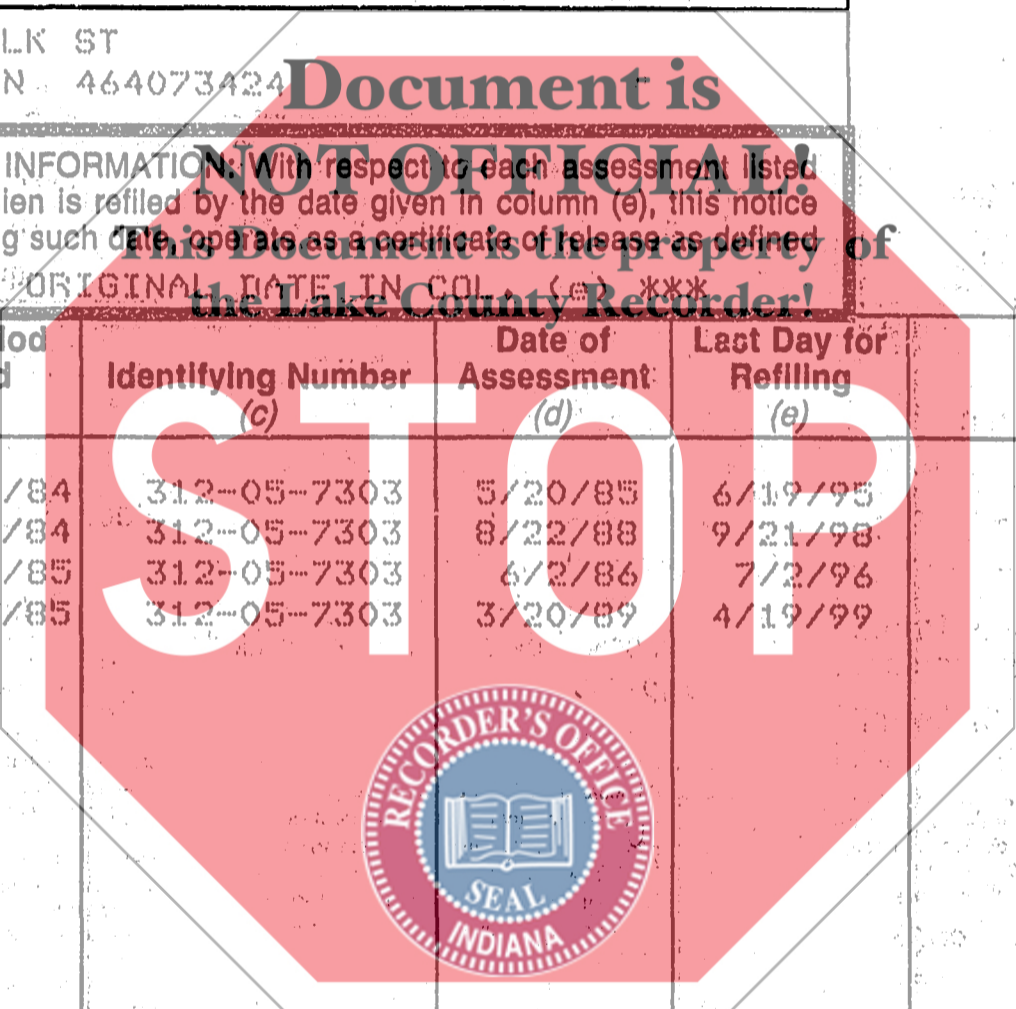 LK ST
N 464073424
Document is
NOT OFFICIAL!
This Document is the property of
the Lake County Recorder!
INFORMATION: With respect to each assessment listed
ien is refiled by the date given in column (e), this notice
g such date, operate as a certificate of release as defined
ORIGINAL DATE IN COL. (e) ***
iod
d
Identifying Number
(c)
Date of
Assessment
(d)
Last Day for
Refiling
(e)
/84 312-05-7303 5/20/85 6/19/95
/84 312-05-7303 8/22/88 9/21/98
/85 312-05-7303 6/2/86 7/2/96
/85 312-05-7303 3/20/89 4/19/99
STOP
RECORDER'S OFFICE
SEAL
INDIANA